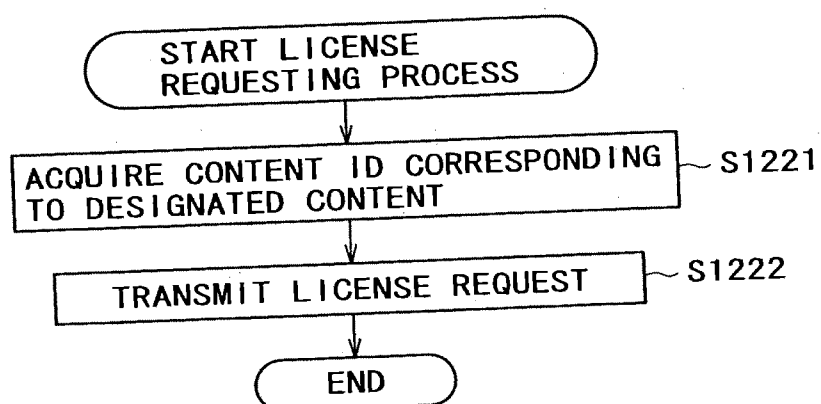 START LICENSE
REQUESTING PROCESS
ACQUIRE CONTENT ID CORRESPONDING
TO DESIGNATED CONTENT
S1221
TRANSMIT LICENSE REQUEST
S1222
END